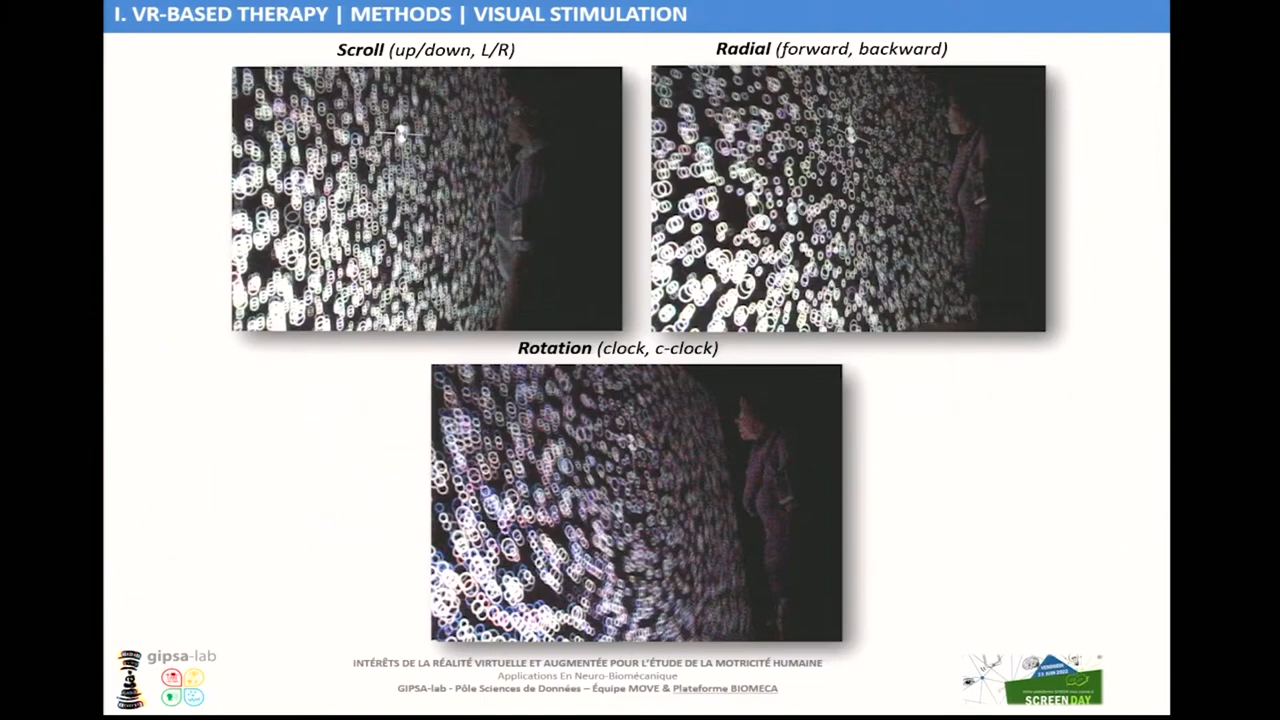 I. VR-BASED THERAPY | METHODS | VISUAL STIMULATION
Scroll (up/down, L/R)
Radial (forward, backward)
Rotation (clock, c-clock)
gipsa-lab
INTÉRÊTS DE LA RÉALITÉ VIRTUELLE ET AUGMENTÉE POUR L'ÉTUDE DE LA MOTRICITÉ HUMAINE
Applications En Neuro-Biomécanique
GIPSA-lab - Pôle Sciences de Données – Équipe MOVE & Plateforme BIOMECA
VENDREDI
SCREEN DAY